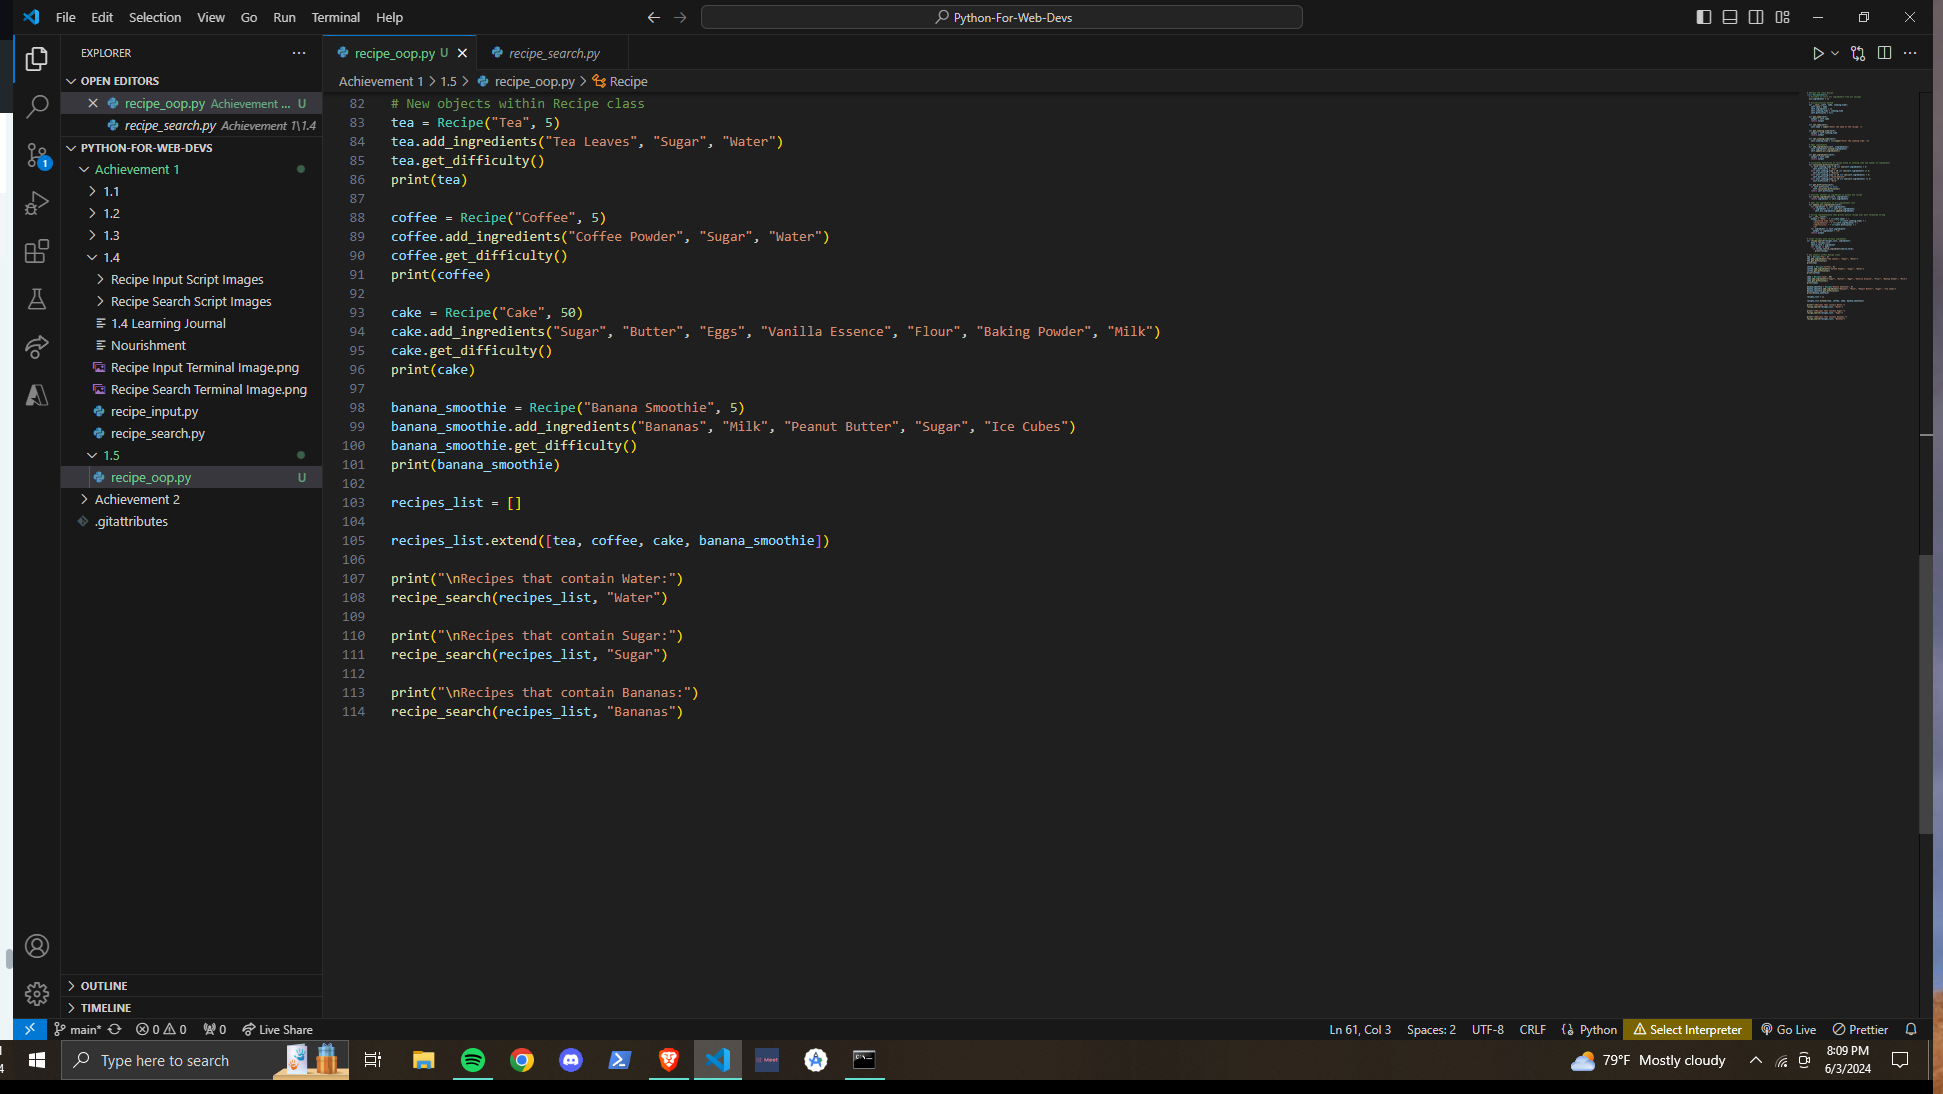 File Edit Selection View Go Run Terminal Help
Python-For-Web-Devs
EXPLORER
OPEN EDITORS
recipe_oop.py Achievement ... U
recipe_search.py Achievement 1\1.4
PYTHON-FOR-WEB-DEVS
Achievement 1
1.1
1.2
1.3
1.4
Recipe Input Script Images
Recipe Search Script Images
1.4 Learning Journal
Nourishment
Recipe Input Terminal Image.png
Recipe Search Terminal Image.png
recipe_input.py
recipe_search.py
1.5
recipe_oop.py U
Achievement 2
.gitattributes
OUTLINE
TIMELINE
recipe_oop.py U
recipe_search.py
Achievement 1 > 1.5 > recipe_oop.py > Recipe
82 # New objects within Recipe class
83 tea = Recipe("Tea", 5)
84 tea.add_ingredients("Tea Leaves", "Sugar", "Water")
85 tea.get_difficulty()
86 print(tea)
87
88 coffee = Recipe("Coffee", 5)
89 coffee.add_ingredients("Coffee Powder", "Sugar", "Water")
90 coffee.get_difficulty()
91 print(coffee)
92
93 cake = Recipe("Cake", 50)
94 cake.add_ingredients("Sugar", "Butter", "Eggs", "Vanilla Essence", "Flour", "Baking Powder", "Milk")
95 cake.get_difficulty()
96 print(cake)
97
98 banana_smoothie = Recipe("Banana Smoothie", 5)
99 banana_smoothie.add_ingredients("Bananas", "Milk", "Peanut Butter", "Sugar", "Ice Cubes")
100 banana_smoothie.get_difficulty()
101 print(banana_smoothie)
102
103 recipes_list = []
104
105 recipes_list.extend([tea, coffee, cake, banana_smoothie])
106
107 print("\nRecipes that contain Water:")
108 recipe_search(recipes_list, "Water")
109
110 print("\nRecipes that contain Sugar:")
111 recipe_search(recipes_list, "Sugar")
112
113 print("\nRecipes that contain Bananas:")
114 recipe_search(recipes_list, "Bananas")
main* 0 0 0 Live Share
Ln 61, Col 3 Spaces: 2 UTF-8 CRLF {} Python Select Interpreter Go Live Prettier
Type here to search
79°F Mostly cloudy
8:09 PM
6/3/2024